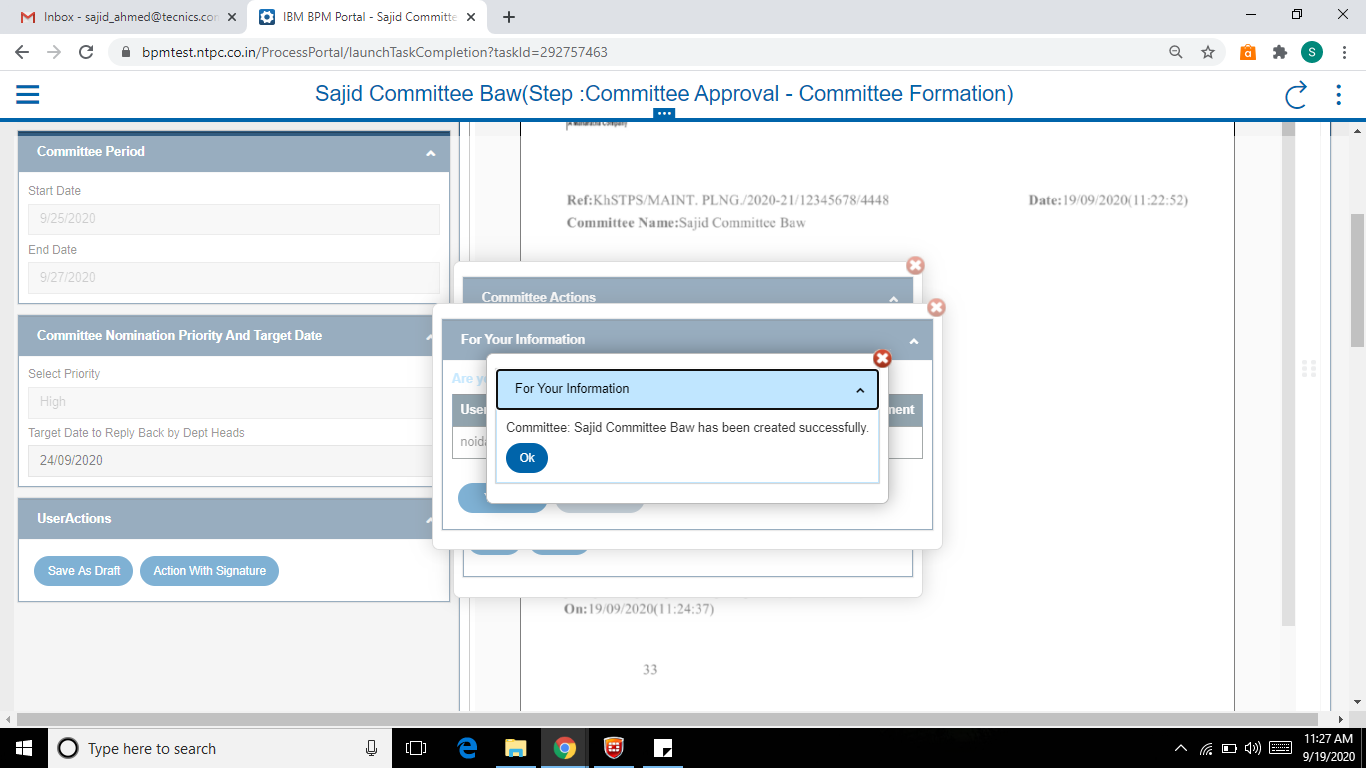 Inbox - sajid_ahmed@tecnics.con
IBM BPM Portal - Sajid Committe
bpmtest.ntpc.co.in/ProcessPortal/launchTaskCompletion?taskId=292757463
S
Sajid Committee Baw(Step :Committee Approval - Committee Formation)
Committee Period
Start Date
9/25/2020
End Date
9/27/2020
Committee Nomination Priority And Target Date
Select Priority
High
Target Date to Reply Back by Dept Heads
24/09/2020
UserActions
Save As Draft
Action With Signature
Ref:KhSTPS/MAINT. PLNG./2020-21/12345678/4448
Date:19/09/2020(11:22:52)
Committee Name:Sajid Committee Baw
Committee Actions
For Your Information
Are
User
ment
noida
For Your Information
Committee: Sajid Committee Baw has been created successfully.
Ok
On:19/09/2020(11:24:37)
33
Type here to search
11:27 AM
9/19/2020